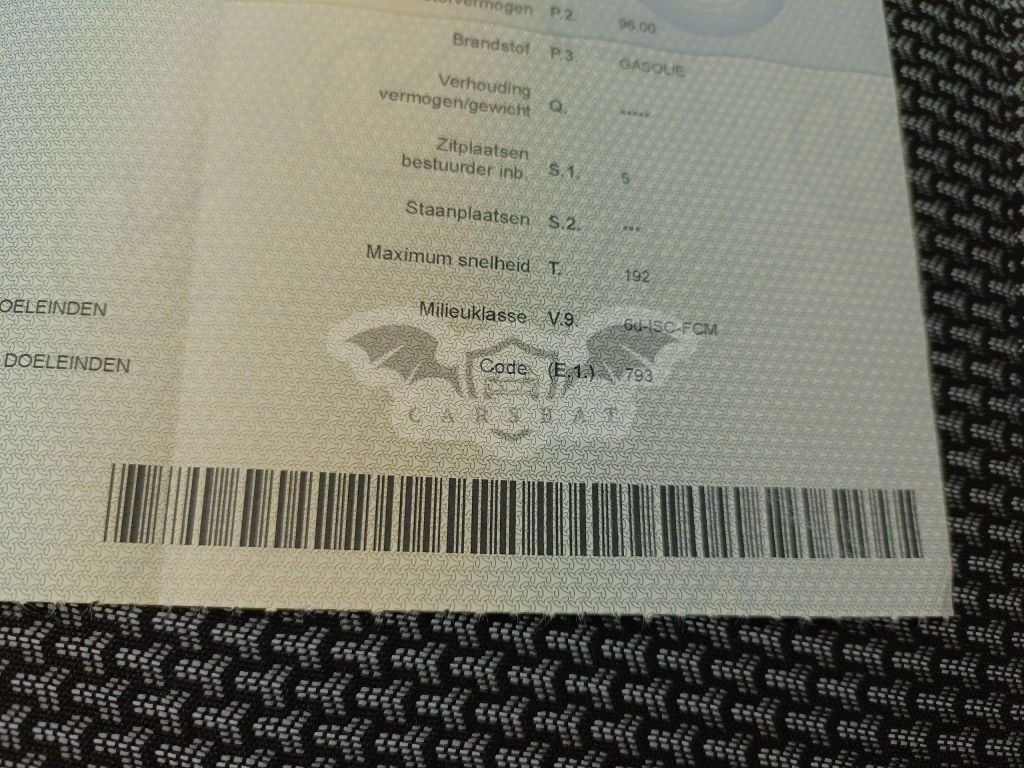 P.2. 96.00
Brandstof P.3. GASOLIE
Verhouding
vermogen/gewicht Q. *****
Zitplaatsen
bestuurder inb. S.1. 5
Staanplaatsen S.2. ***
Maximum snelheid T. 192
DOELEINDEN Milieuklasse V.9. 6d-ISC-FCM
DOELEINDEN Code (E.1.) 793
CARSBAT